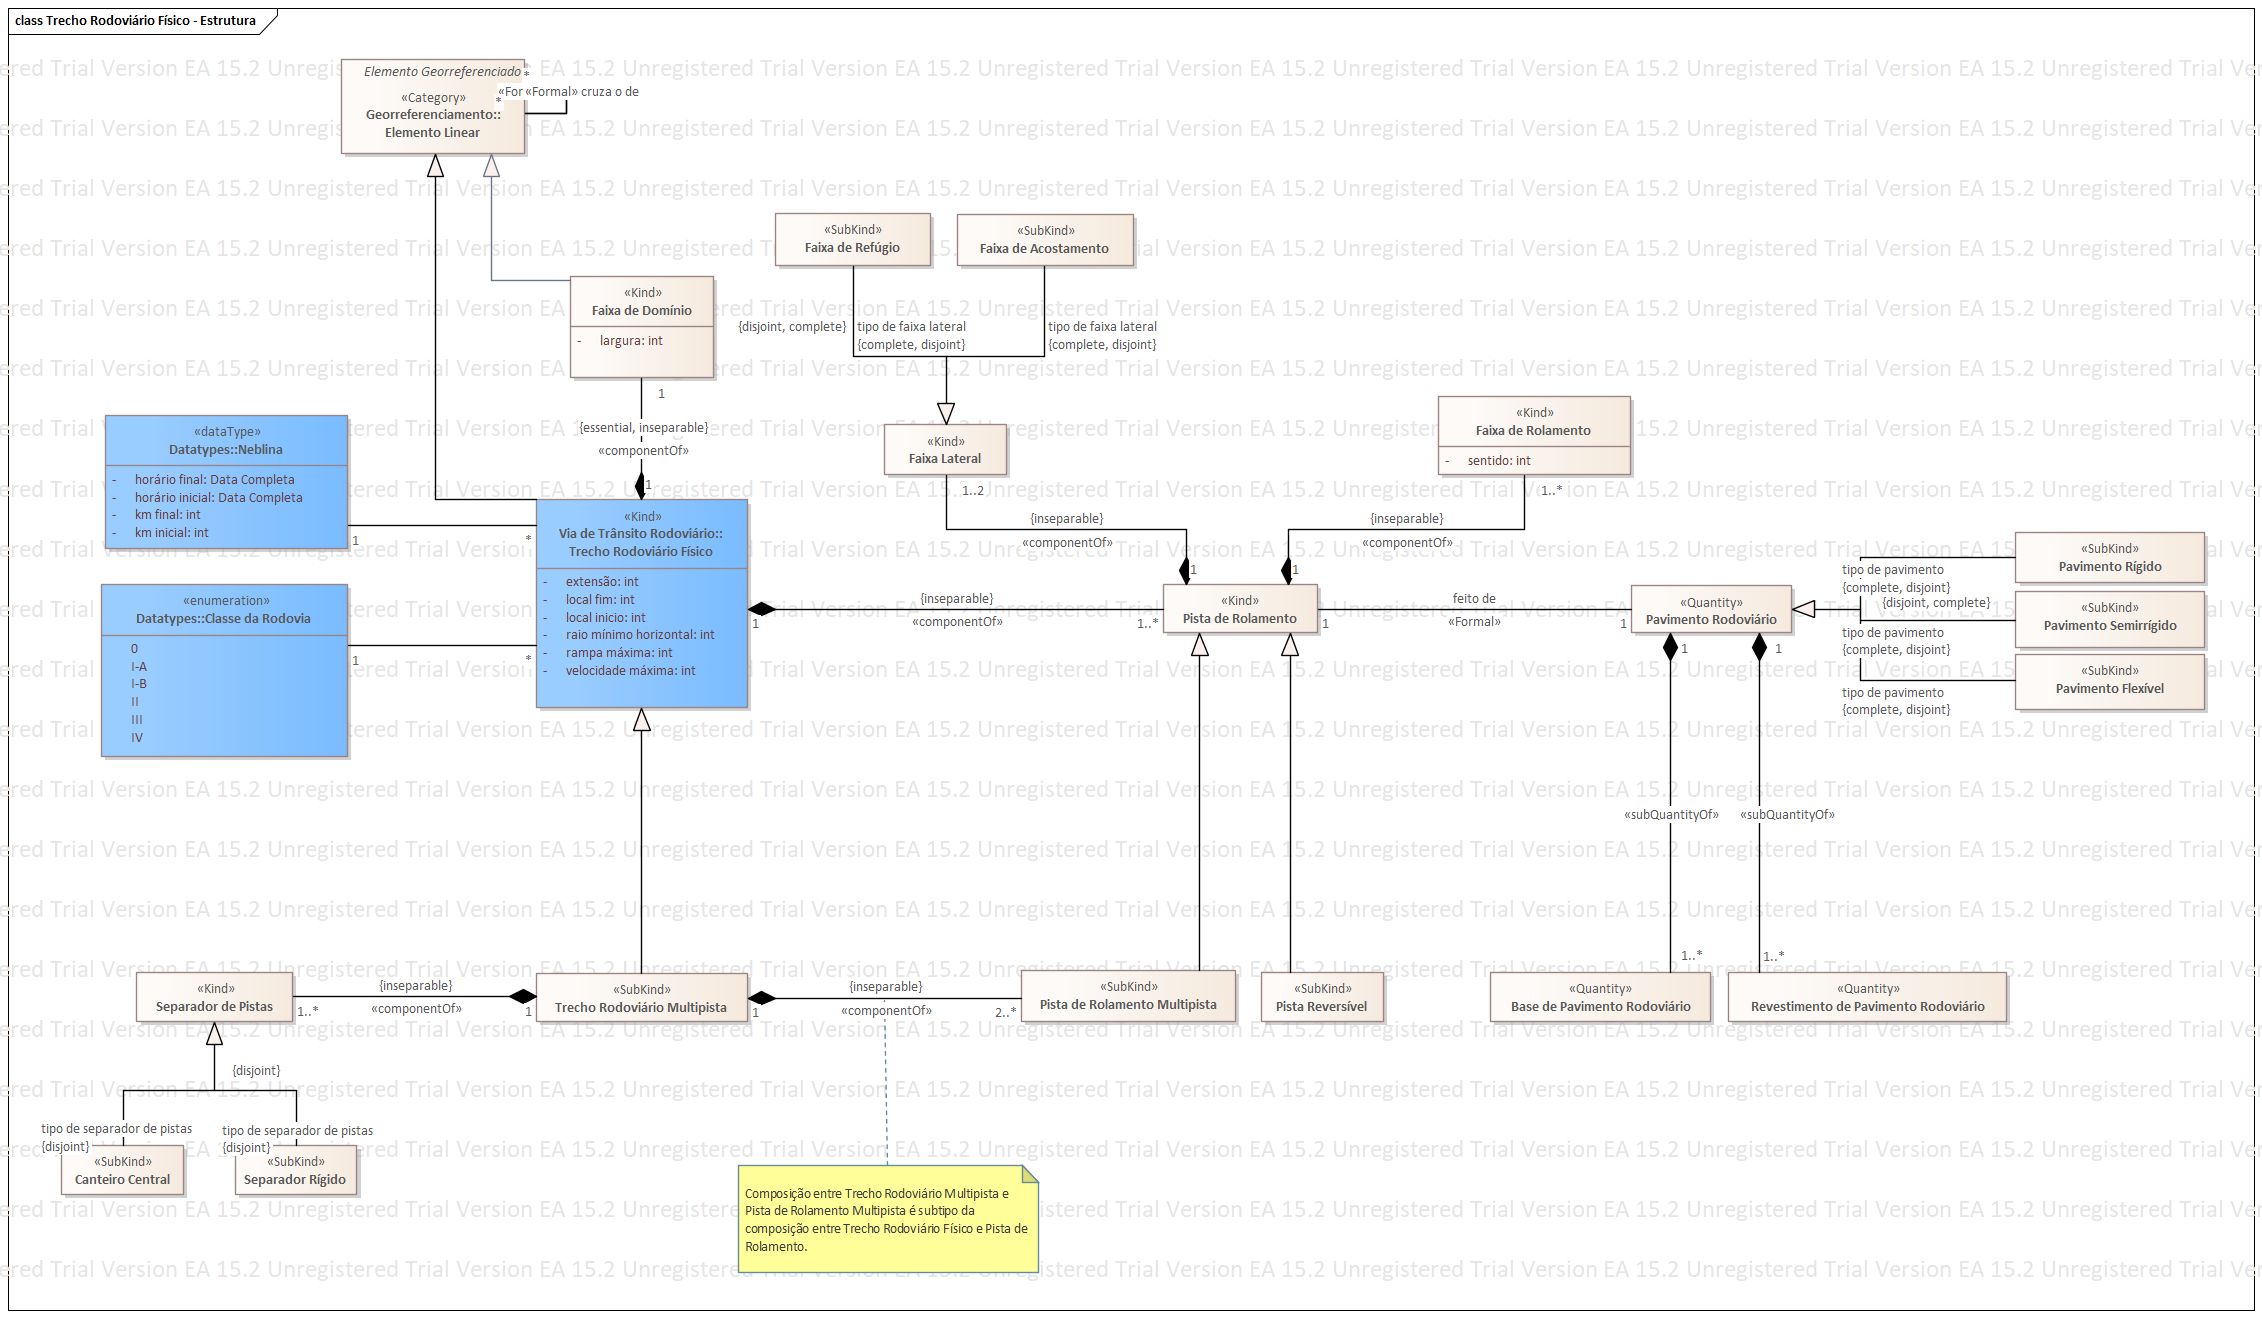 class Trecho Rodoviário Físico - Estrutura
Elemento Georreferenciado
*
«Category»
Georreferenciamento::
Elemento Linear
*
«For
«Formal» cruza o de
«SubKind»
Faixa de Refúgio
«SubKind»
Faixa de Acostamento
«Kind»
Faixa de Domínio
- largura: int
{disjoint, complete}
tipo de faixa lateral
{complete, disjoint}
tipo de faixa lateral
{complete, disjoint}
1
{essential, inseparable}
«componentOf»
1
«Kind»
Faixa Lateral
1..2
«Kind»
Faixa de Rolamento
- sentido: int
1..*
«dataType»
Datatypes::Neblina
- horário final: Data Completa
- horário inicial: Data Completa
- km final: int
- km inicial: int
1
*
«Kind»
Via de Trânsito Rodoviário::
Trecho Rodoviário Físico
- extensão: int
- local fim: int
- local inicio: int
- raio mínimo horizontal: int
- rampa máxima: int
- velocidade máxima: int
{inseparable}
«componentOf»
1
{inseparable}
«componentOf»
1
«enumeration»
Datatypes::Classe da Rodovia
0
I-A
I-B
II
III
IV
1
*
{inseparable}
«componentOf»
1
1..*
«Kind»
Pista de Rolamento
feito de
«Formal»
1
1
«Quantity»
Pavimento Rodoviário
tipo de pavimento
{complete, disjoint}
{disjoint, complete}
tipo de pavimento
{complete, disjoint}
tipo de pavimento
{complete, disjoint}
«SubKind»
Pavimento Rígido
«SubKind»
Pavimento Semirrígido
«SubKind»
Pavimento Flexível
1
1
«subQuantityOf»
«subQuantityOf»
1..*
1..*
«Kind»
Separador de Pistas
{inseparable}
«componentOf»
1..*
1
«SubKind»
Trecho Rodoviário Multipista
{inseparable}
«componentOf»
1
2..*
«SubKind»
Pista de Rolamento Multipista
«SubKind»
Pista Reversível
«Quantity»
Base de Pavimento Rodoviário
«Quantity»
Revestimento de Pavimento Rodoviário
{disjoint}
tipo de separador de pistas
{disjoint}
tipo de separador de pistas
{disjoint}
«SubKind»
Canteiro Central
«SubKind»
Separador Rígido
Composição entre Trecho Rodoviário Multipista e
Pista de Rolamento Multipista é subtipo da
composição entre Trecho Rodoviário Físico e Pista de
Rolamento.